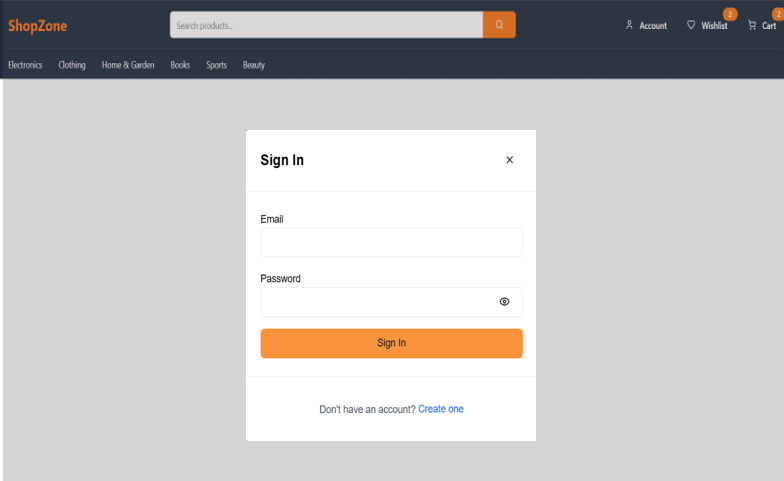 ShopZone
Search products...
Account
2
Wishlist
2
Cart
Electronics Clothing Home & Garden Books Sports Beauty
Sign In
Email
Password
Sign In
Don't have an account? Create one